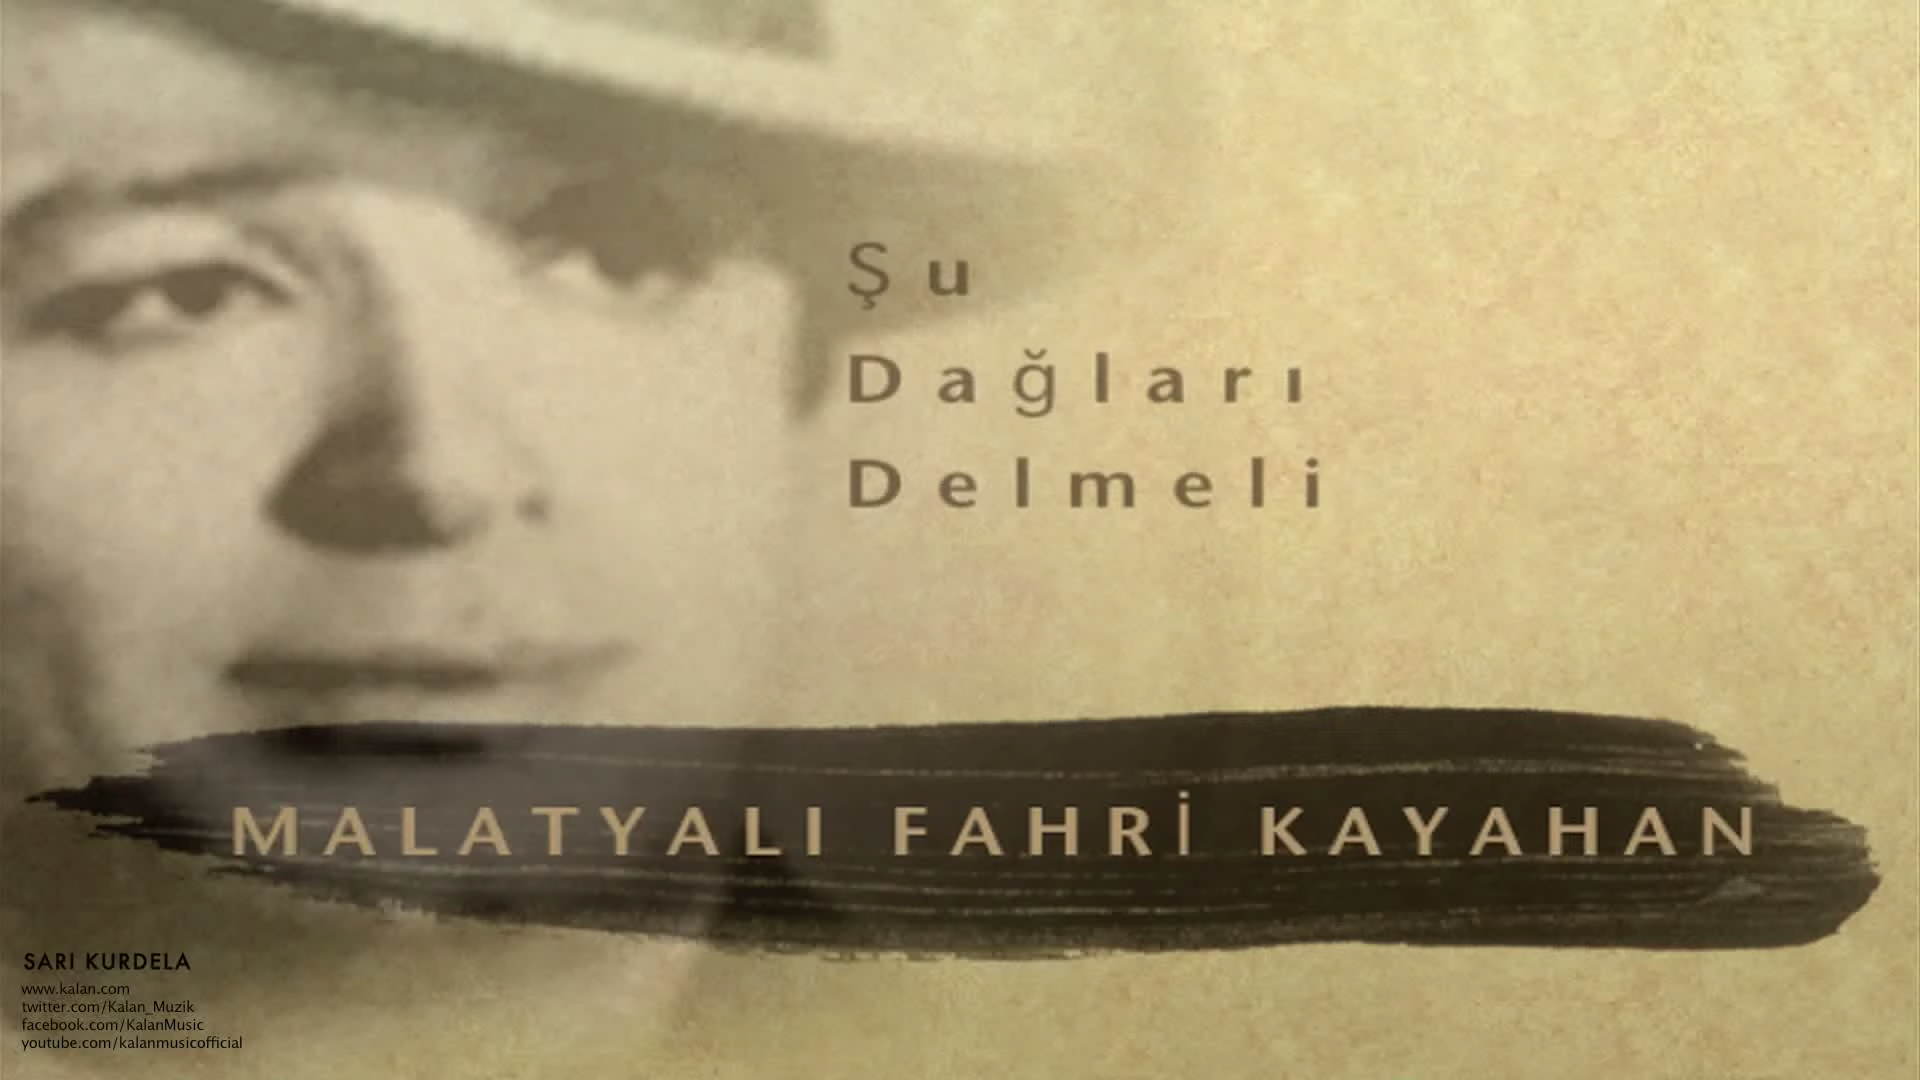 Şu
Dağları
Delmeli
MALATYALI FAHRİ KAYAHAN
SARI KURDELA
www.kalan.com
twitter.com/Kalan_Muzik
facebook.com/KalanMusic
youtube.com/kalanmusicofficial